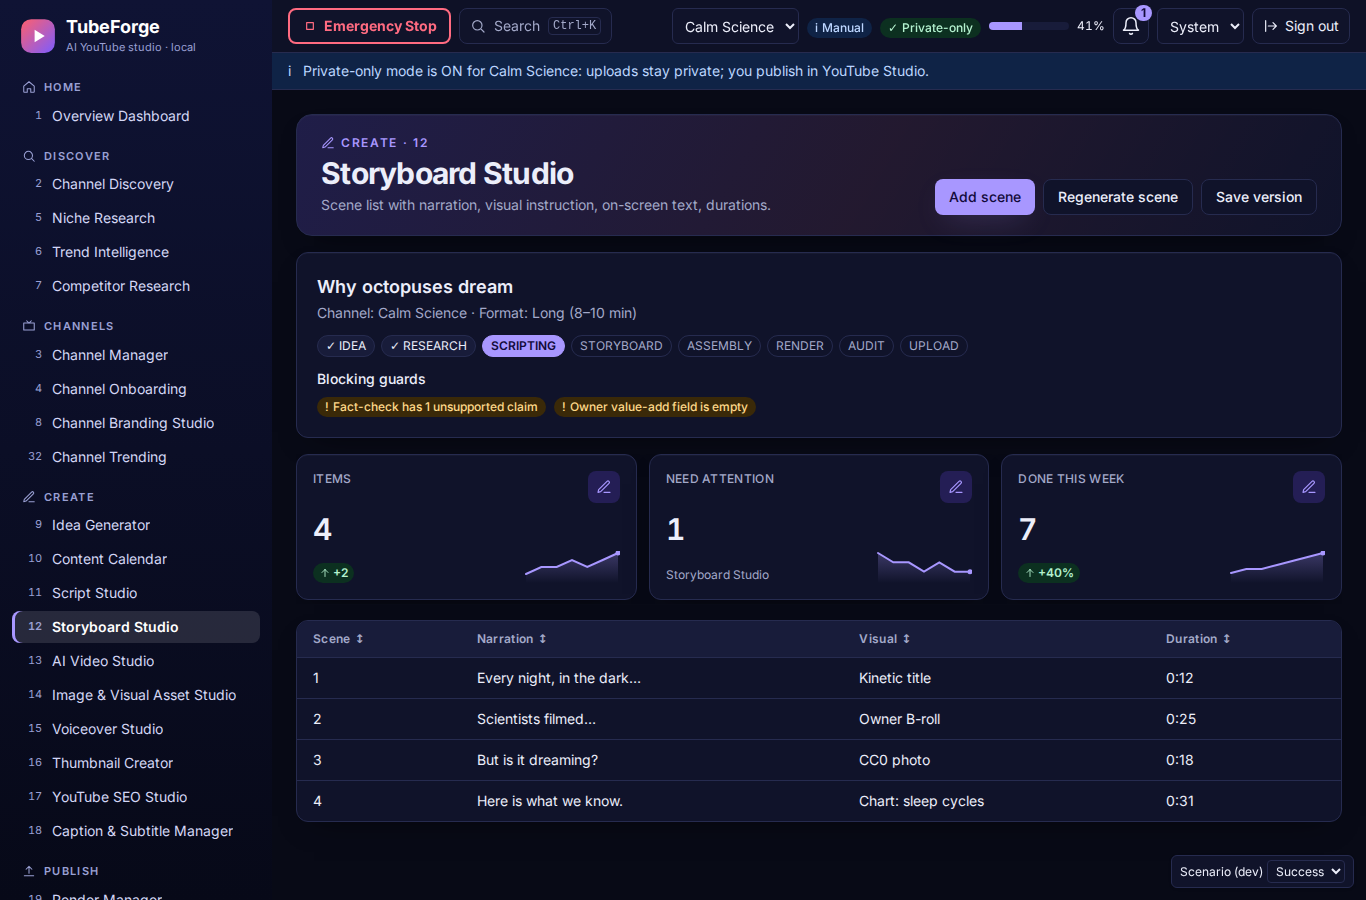 TubeForge
AI YouTube studio · local
HOME
1 Overview Dashboard
DISCOVER
2 Channel Discovery
5 Niche Research
6 Trend Intelligence
7 Competitor Research
CHANNELS
3 Channel Manager
4 Channel Onboarding
8 Channel Branding Studio
32 Channel Trending
CREATE
9 Idea Generator
10 Content Calendar
11 Script Studio
12 Storyboard Studio
13 AI Video Studio
14 Image & Visual Asset Studio
15 Voiceover Studio
16 Thumbnail Creator
17 YouTube SEO Studio
18 Caption & Subtitle Manager
PUBLISH
19 Render Manager
Emergency Stop Search Ctrl+K Calm Science i Manual ✓ Private-only 41% 1 System Sign out
i Private-only mode is ON for Calm Science: uploads stay private; you publish in YouTube Studio.
CREATE · 12
Storyboard Studio
Scene list with narration, visual instruction, on-screen text, durations.
Add scene Regenerate scene Save version
Why octopuses dream
Channel: Calm Science · Format: Long (8–10 min)
✓ IDEA ✓ RESEARCH SCRIPTING STORYBOARD ASSEMBLY RENDER AUDIT UPLOAD
Blocking guards
! Fact-check has 1 unsupported claim ! Owner value-add field is empty
ITEMS
4
↑ +2
NEED ATTENTION
1
Storyboard Studio
DONE THIS WEEK
7
↑ +40%
Scene ↕ Narration ↕ Visual ↕ Duration ↕
1 Every night, in the dark… Kinetic title 0:12
2 Scientists filmed… Owner B-roll 0:25
3 But is it dreaming? CC0 photo 0:18
4 Here is what we know. Chart: sleep cycles 0:31
Scenario (dev) Success